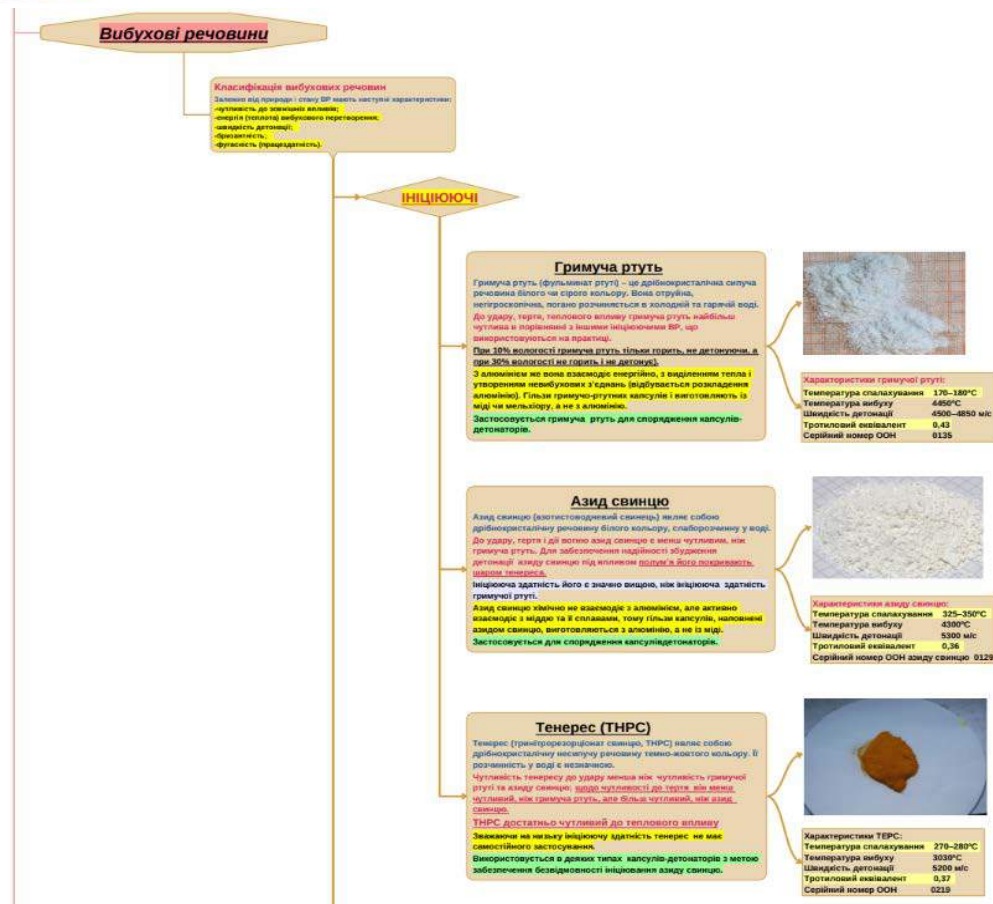 Вибухові речовини
Класифікація вибухових речовин
Залежно від природи і стану ВР мають наступні характеристики:
-чутливість до зовнішніх впливів;
-енергія (теплота) вибухового перетворення;
-швидкість детонації;
-бризантність;
-фугасність (працездатність).
ІНІЦІЮЮЧІ
Гримуча ртуть
Гримуча ртуть (фульминат ртуті) – це дрібнокристалічна сипуча
речовина білого чи сірого кольору. Вона отруйна,
негігроскопічна, погано розчиняється в холодній та гарячій воді.
До удару, тертя, теплового впливу гримуча ртуть найбільш
чутлива в порівнянні з іншими ініціюючими ВР, що
використовуються на практиці.
При 10% вологості гримуча ртуть тільки горить, не детонуючи, а
при 30% вологості не горить і не детонує).
З алюмінієм же вона взаємодіє енергійно, з виділенням тепла і
утворенням невибухових з'єднань (відбувається розкладення
алюмінію). Гільзи гримучо-ртутних капсулів і виготовляють із
міді чи мельхіору, а не з алюмінію.
Застосовується гримуча ртуть для спорядження капсулів-
детонаторів.
Характеристики гримучої ртуті:
Температура спалахування 170–180ºС
Температура вибуху 4450ºС
Швидкість детонації 4500–4850 м/с
Тротиловий еквівалент 0,43
Серійний номер ООН 0135
Азид свинцю
Азид свинцю (азотистоводневий свинець) являє собою
дрібнокристалічну речовину білого кольору, слаборозчинну у воді.
До удару, тертя і дії вогню азид свинцю є менш чутливим, ніж
гримуча ртуть. Для забезпечення надійності збудження
детонації азиду свинцю під впливом полум'я його покривають
шаром тенереса.
Ініціююча здатність його є значно вищою, ніж ініціююча здатність
гримучої ртуті.
Азид свинцю хімічно не взаємодіє з алюмінієм, але активно
взаємодіє з міддю та її сплавами, тому гільзи капсулів, наповнені
азидом свинцю, виготовляються з алюмінію, а не із міді.
Застосовується для спорядження капсулівдетонаторів.
Характеристики азиду свинцю:
Температура спалахування 325–350ºС
Температура вибуху 4300ºС
Швидкість детонації 5300 м/с
Тротиловий еквівалент 0,36
Серійний номер ООН азиду свинцю 0129
Тенерес (ТНРС)
Тенерес (тринітрорезорціонат свинцю, ТНРС) являє собою
дрібнокристалічну несипучу речовину темно-жовтого кольору. Її
розчинність у воді є незначною.
Чутливість тенересу до удару менша ніж чутливість гримучої
ртуті та азиду свинцю; щодо чутливості до тертя він менш
чутливий, ніж гримуча ртуть, але більш чутливий, ніж азид
свинцю.
ТНРС достатньо чутливий до теплового впливу
Зважаючи на низьку ініціюючу здатність тенерес не має
самостійного застосування.
Використовується в деяких типах капсулів-детонаторів з метою
забезпечення безвідмовності ініціювання азиду свинцю.
Характеристики ТЕРС:
Температура спалахування 270–280ºС
Температура вибуху 3030ºС
Швидкість детонації 5200 м/с
Тротиловий еквівалент 0,37
Серійний номер ООН 0219